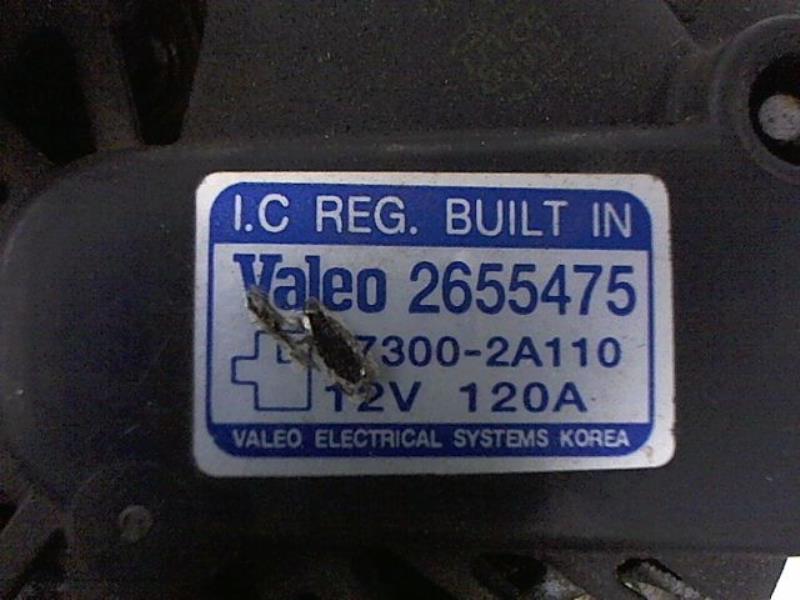 I.C REG. BUILT IN
Valeo 2655475
7300-2A110
12V 120A
VALEO ELECTRICAL SYSTEMS KOREA